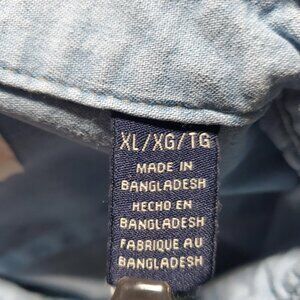 XL/XG/TG
MADE IN
BANGLADESH
HECHO EN
BANGLADESH
FABRIQUE AU
BANGLADESH